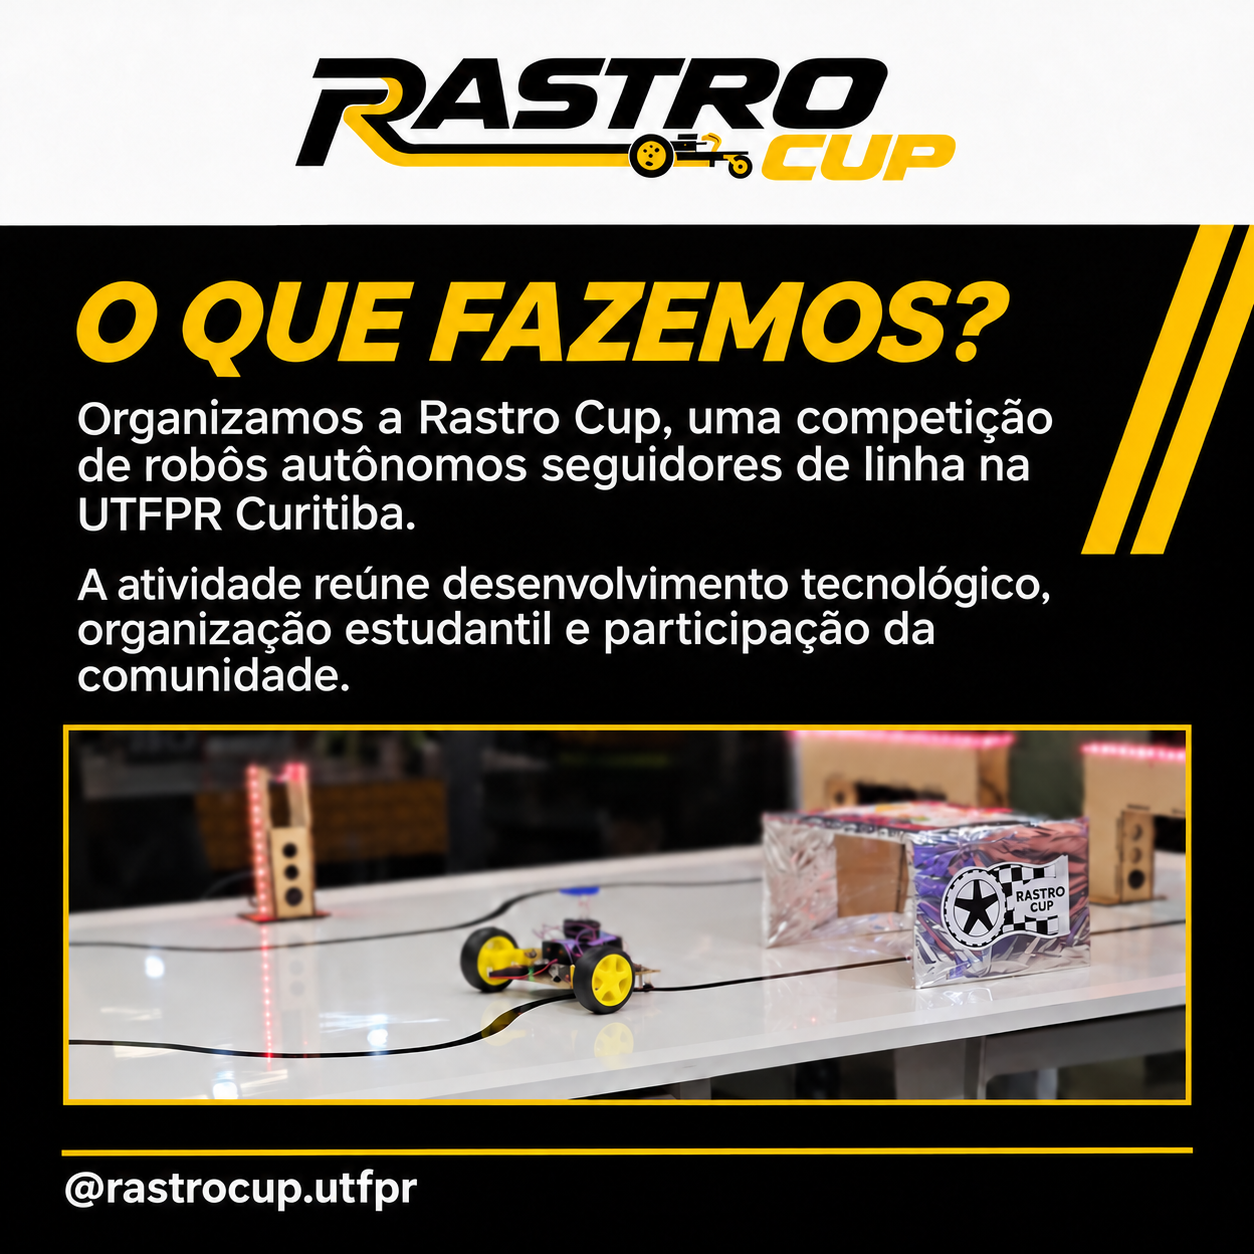 RASTRO
CUP
O QUE FAZEMOS?
Organizamos a Rastro Cup, uma competição
de robôs autônomos seguidores de linha na
UTFPR Curitiba.
A atividade reúne desenvolvimento tecnológico,
organização estudantil e participação da
comunidade.
RASTRO
CUP
@rastrocup.utfpr